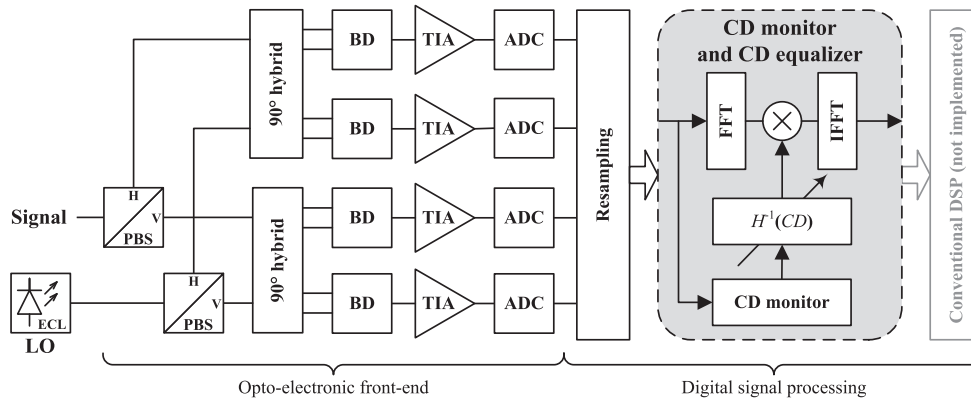 90° hybrid
BD
TIA
ADC
BD
TIA
ADC
Signal
H
V
PBS
90° hybrid
BD
TIA
ADC
BD
TIA
ADC
ECL
LO
H
V
PBS
Resampling
CD monitor
and CD equalizer
FFT
IFFT
H⁻¹(CD)
CD monitor
Conventional DSP (not implemented)
Opto-electronic front-end
Digital signal processing